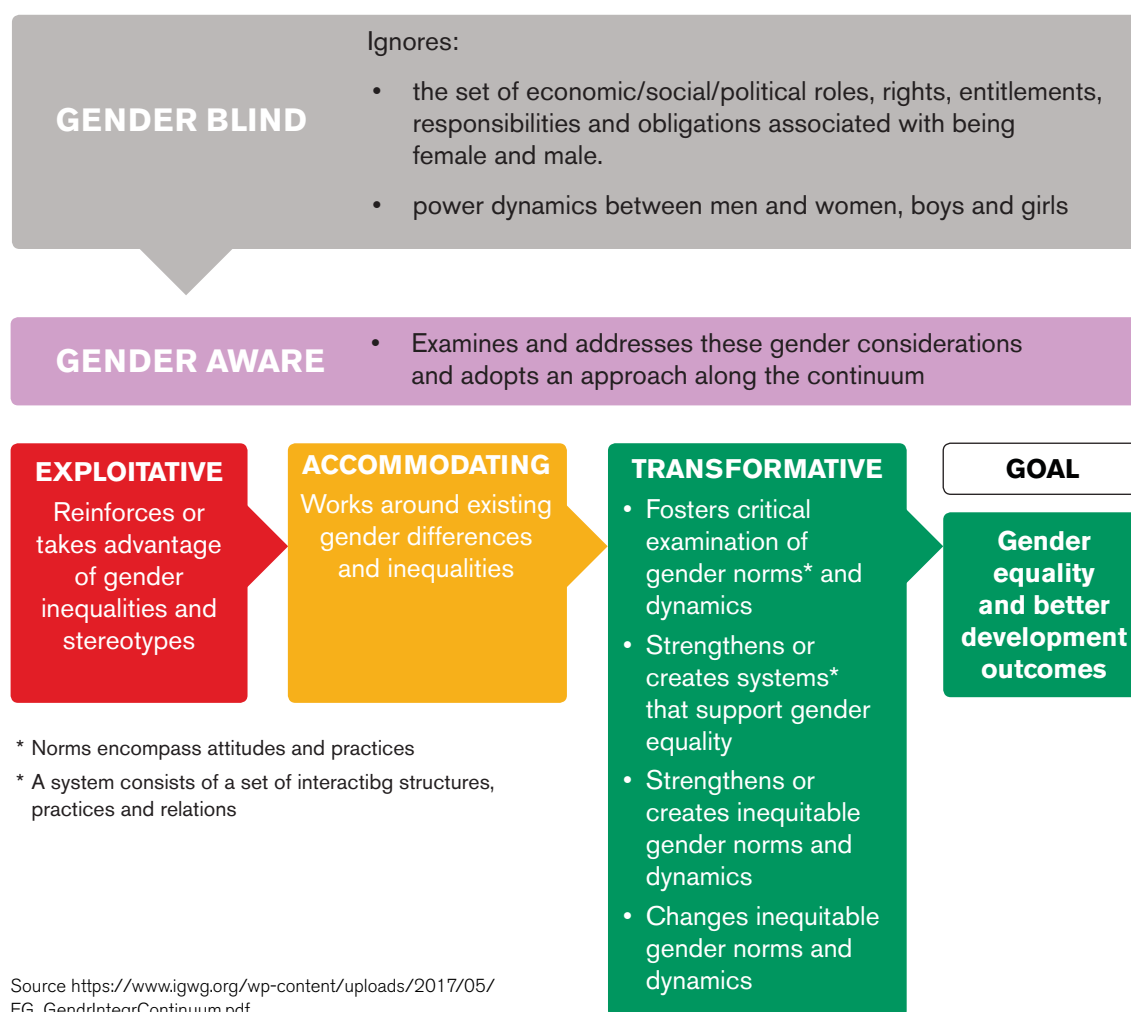 GENDER BLIND
Ignores:
• the set of economic/social/political roles, rights, entitlements,
responsibilities and obligations associated with being
female and male.
• power dynamics between men and women, boys and girls
GENDER AWARE
• Examines and addresses these gender considerations
and adopts an approach along the continuum
EXPLOITATIVE
Reinforces or
takes advantage
of gender
inequalities and
stereotypes
ACCOMMODATING
Works around existing
gender differences
and inequalities
TRANSFORMATIVE
• Fosters critical
examination of
gender norms* and
dynamics
• Strengthens or
creates systems*
that support gender
equality
• Strengthens or
creates inequitable
gender norms and
dynamics
• Changes inequitable
gender norms and
dynamics
GOAL
Gender
equality
and better
development
outcomes
* Norms encompass attitudes and practices
* A system consists of a set of interactibg structures,
practices and relations
Source https://www.igwg.org/wp-content/uploads/2017/05/
FG_GendrIntegrContinuum.pdf